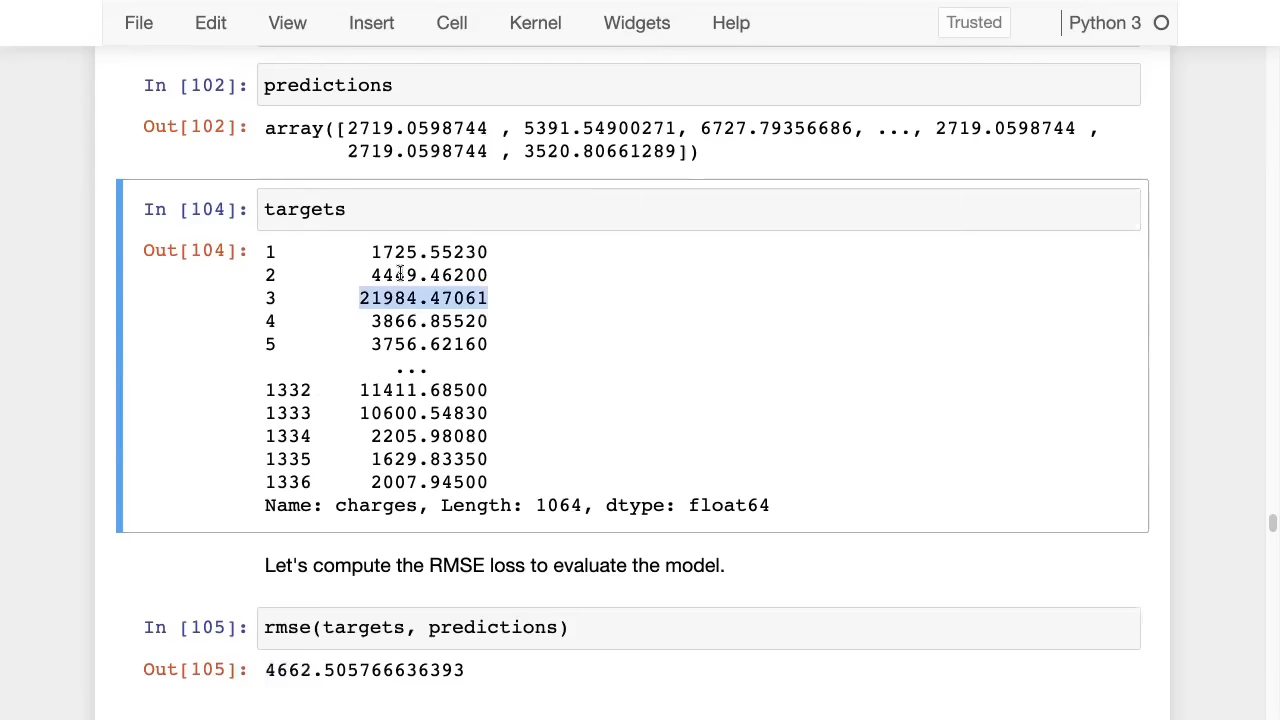 File Edit View Insert Cell Kernel Widgets Help Trusted Python 3
In [102]: predictions
Out[102]: array([2719.0598744 , 5391.54900271, 6727.79356686, ..., 2719.0598744 ,
2719.0598744 , 3520.80661289])
In [104]: targets
Out[104]: 1 1725.55230
2 4449.46200
3 21984.47061
4 3866.85520
5 3756.62160
...
1332 11411.68500
1333 10600.54830
1334 2205.98080
1335 1629.83350
1336 2007.94500
Name: charges, Length: 1064, dtype: float64
Let's compute the RMSE loss to evaluate the model.
In [105]: rmse(targets, predictions)
Out[105]: 4662.505766636393